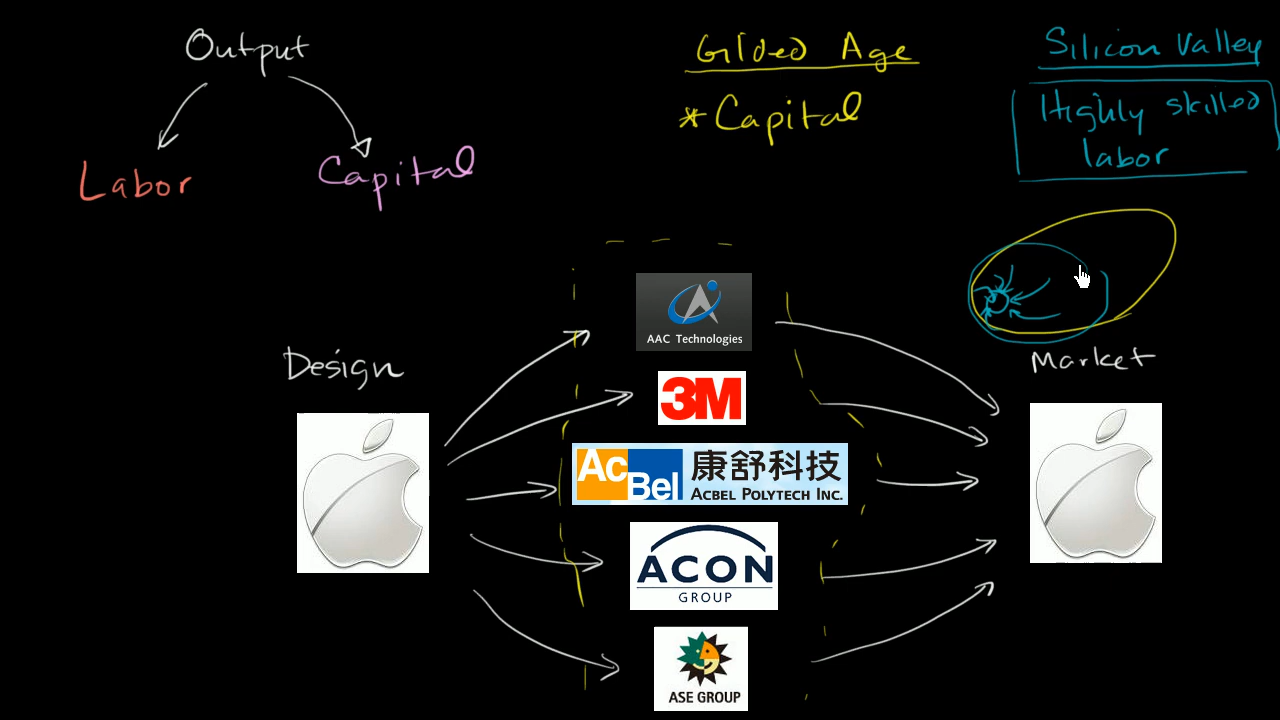 Output
Gilded Age
Silicon Valley
Labor
Capital
*Capital
Highly skilled
labor
Design
Market
AAC Technologies
3M
AcBel 康舒科技
ACBEL POLYTECH INC.
ACON
GROUP
ASE GROUP